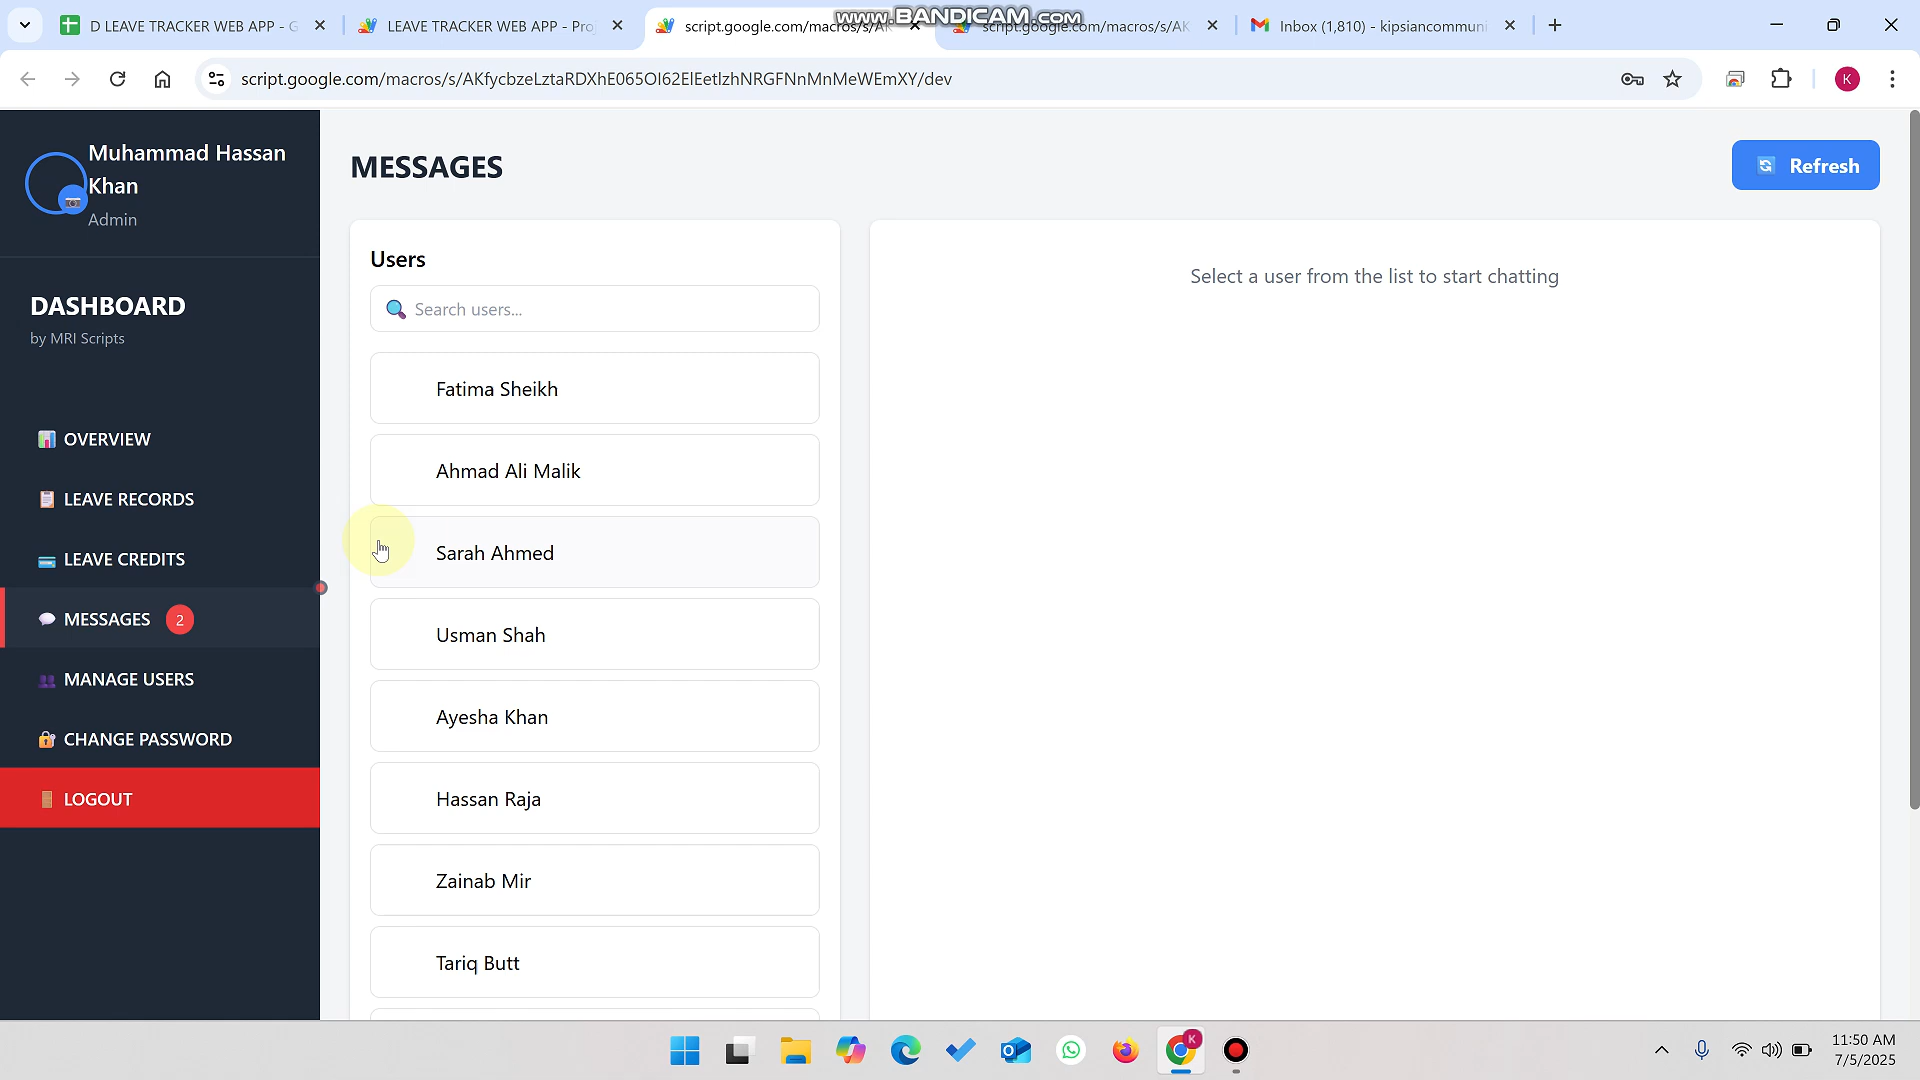 D LEAVE TRACKER WEB APP - G
LEAVE TRACKER WEB APP - Proj
script.google.com/macros/s/AK
www.BANDICAM.com
script.google.com/macros/s/AK
Inbox (1,810) - kipsiancommuni
script.google.com/macros/s/AKfycbzeLztaRDXhE065OI62ElEetIzhNRGFNnMnMeWEmXY/dev
K
Muhammad Hassan
Khan
Admin
DASHBOARD
by MRI Scripts
OVERVIEW
LEAVE RECORDS
LEAVE CREDITS
MESSAGES 2
MANAGE USERS
CHANGE PASSWORD
LOGOUT
MESSAGES
Refresh
Users
Search users...
Fatima Sheikh
Ahmad Ali Malik
Sarah Ahmed
Usman Shah
Ayesha Khan
Hassan Raja
Zainab Mir
Tariq Butt
Select a user from the list to start chatting
K
11:50 AM
7/5/2025